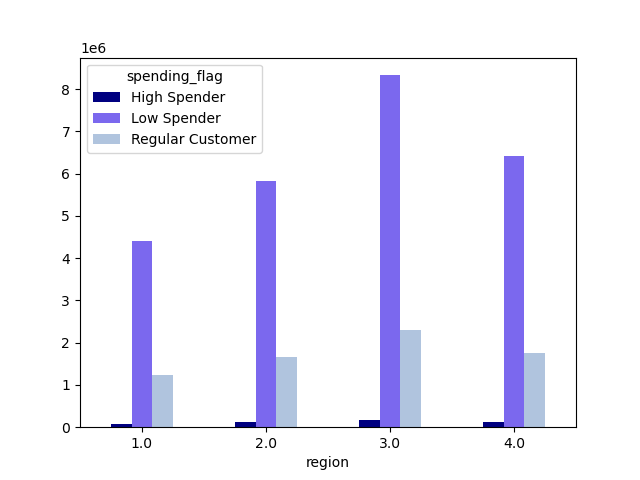 1e6
spending_flag
High Spender
Low Spender
Regular Customer
8
7
6
5
4
3
2
1
0
1.0 2.0 3.0 4.0
region